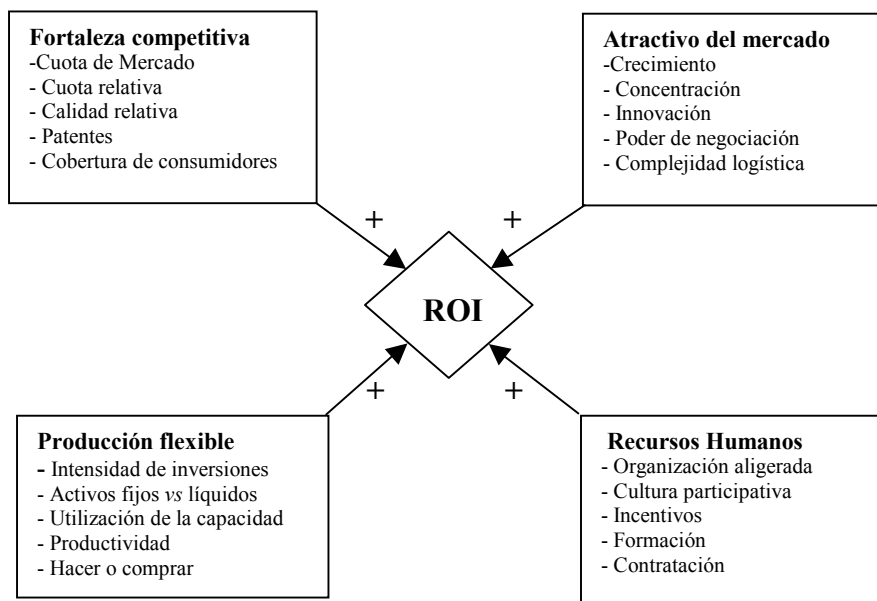 Fortaleza competitiva
-Cuota de Mercado
- Cuota relativa
- Calidad relativa
- Patentes
- Cobertura de consumidores
Atractivo del mercado
-Crecimiento
- Concentración
- Innovación
- Poder de negociación
- Complejidad logística
+
+
ROI
+
+
Producción flexible
- Intensidad de inversiones
- Activos fijos vs líquidos
- Utilización de la capacidad
- Productividad
- Hacer o comprar
Recursos Humanos
- Organización aligerada
- Cultura participativa
- Incentivos
- Formación
- Contratación